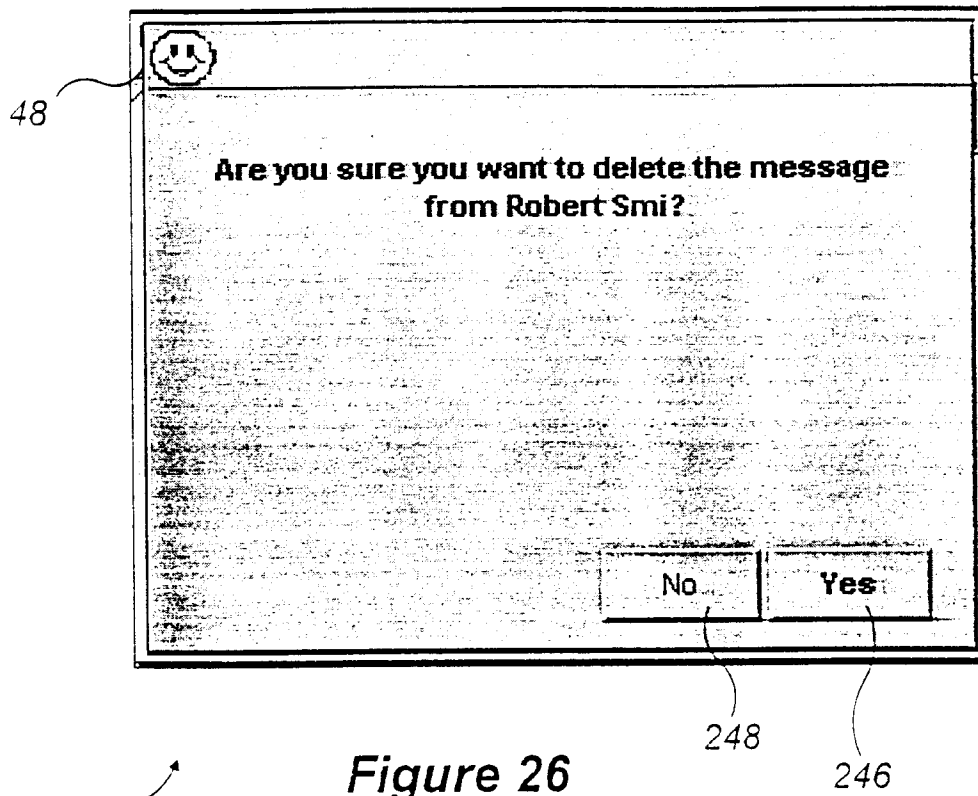 48
Are you sure you want to delete the message
from Robert Smi?
No Yes
248
246
Figure 26